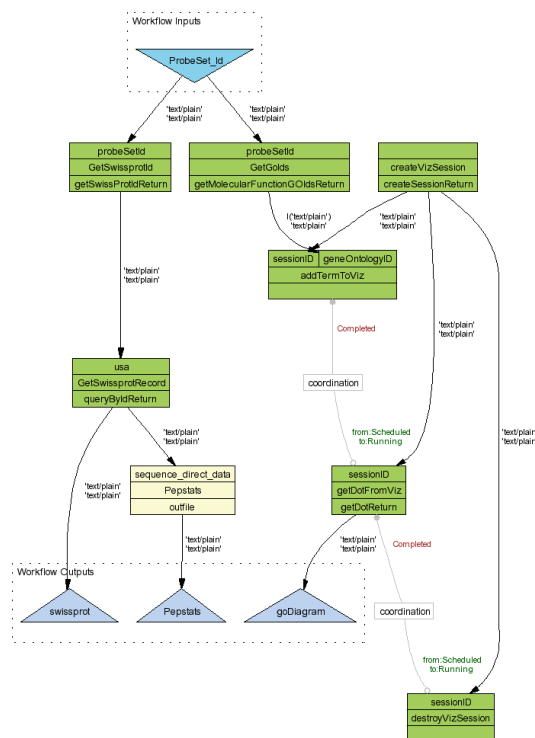 Workflow Inputs
ProbeSet_Id
'text/plain'
'text/plain'
'text/plain'
'text/plain'
probeSetId
GetSwissprotId
getSwissProtIdReturn
probeSetId
GetGoIds
getMolecularFunctionGOIdsReturn
createVizSession
createSessionReturn
l('text/plain')
'text/plain'
'text/plain'
'text/plain'
sessionID
geneOntologyID
addTermToViz
'text/plain'
'text/plain'
Completed
'text/plain'
'text/plain'
usa
GetSwissprotRecord
queryByIdReturn
coordination
'text/plain'
'text/plain'
from:Scheduled
to:Running
'text/plain'
'text/plain'
'text/plain'
'text/plain'
sequence_direct_data
Pepstats
outfile
sessionID
getDotFromViz
getDotReturn
'text/plain'
'text/plain'
'text/plain'
'text/plain'
Completed
Workflow Outputs
swissprot
Pepstats
goDiagram
coordination
from:Scheduled
to:Running
sessionID
destroyVizSession